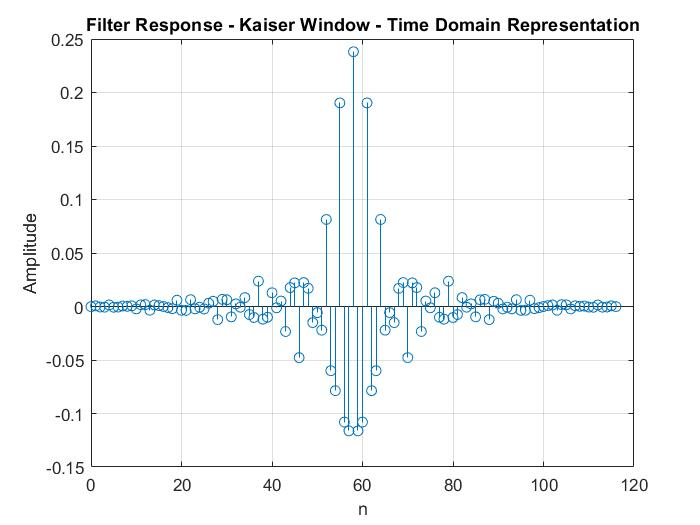 Filter Response - Kaiser Window - Time Domain Representation
0.25
0.2
0.15
0.1
0.05
0
-0.05
-0.1
-0.15
Amplitude
0 20 40 60 80 100 120
n